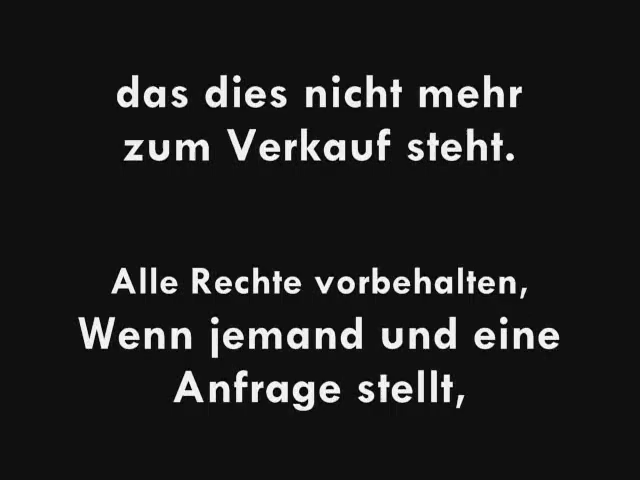 das dies nicht mehr
zum Verkauf steht.
Alle Rechte vorbehalten,
Wenn jemand und eine
Anfrage stellt,